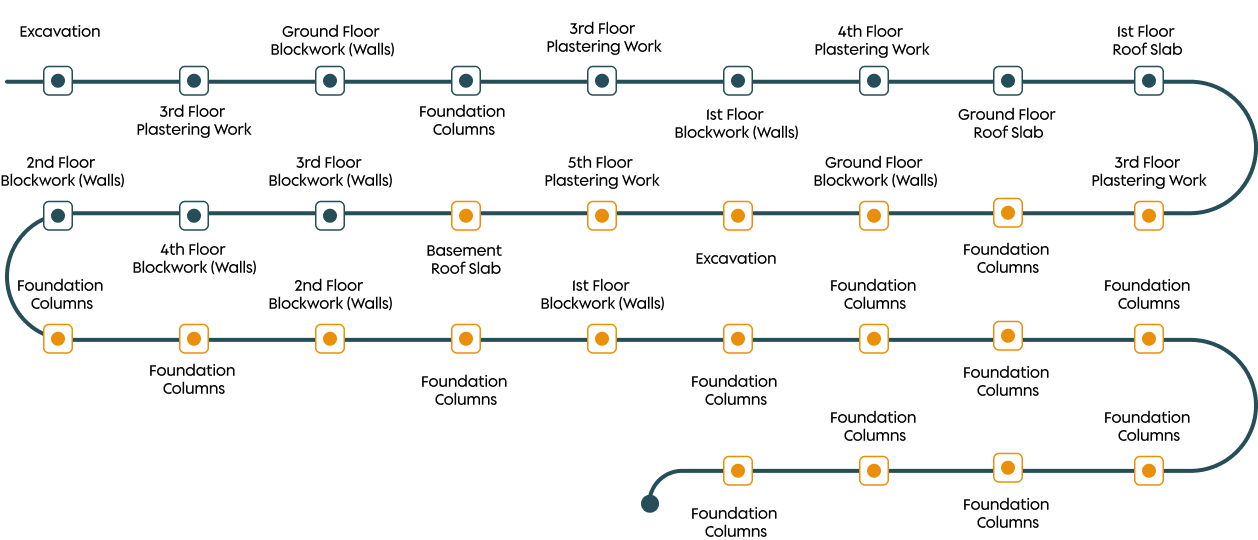 Excavation
3rd Floor
Plastering Work
Ground Floor
Blockwork (Walls)
Foundation
Columns
3rd Floor
Plastering Work
1st Floor
Blockwork (Walls)
4th Floor
Plastering Work
Ground Floor
Roof Slab
1st Floor
Roof Slab
2nd Floor
Blockwork (Walls)
4th Floor
Blockwork (Walls)
3rd Floor
Blockwork (Walls)
Basement
Roof Slab
5th Floor
Plastering Work
Excavation
Ground Floor
Blockwork (Walls)
Foundation
Columns
3rd Floor
Plastering Work
Foundation
Columns
Foundation
Columns
2nd Floor
Blockwork (Walls)
Foundation
Columns
1st Floor
Blockwork (Walls)
Foundation
Columns
Foundation
Columns
Foundation
Columns
Foundation
Columns
Foundation
Columns
Foundation
Columns
Foundation
Columns
Foundation
Columns